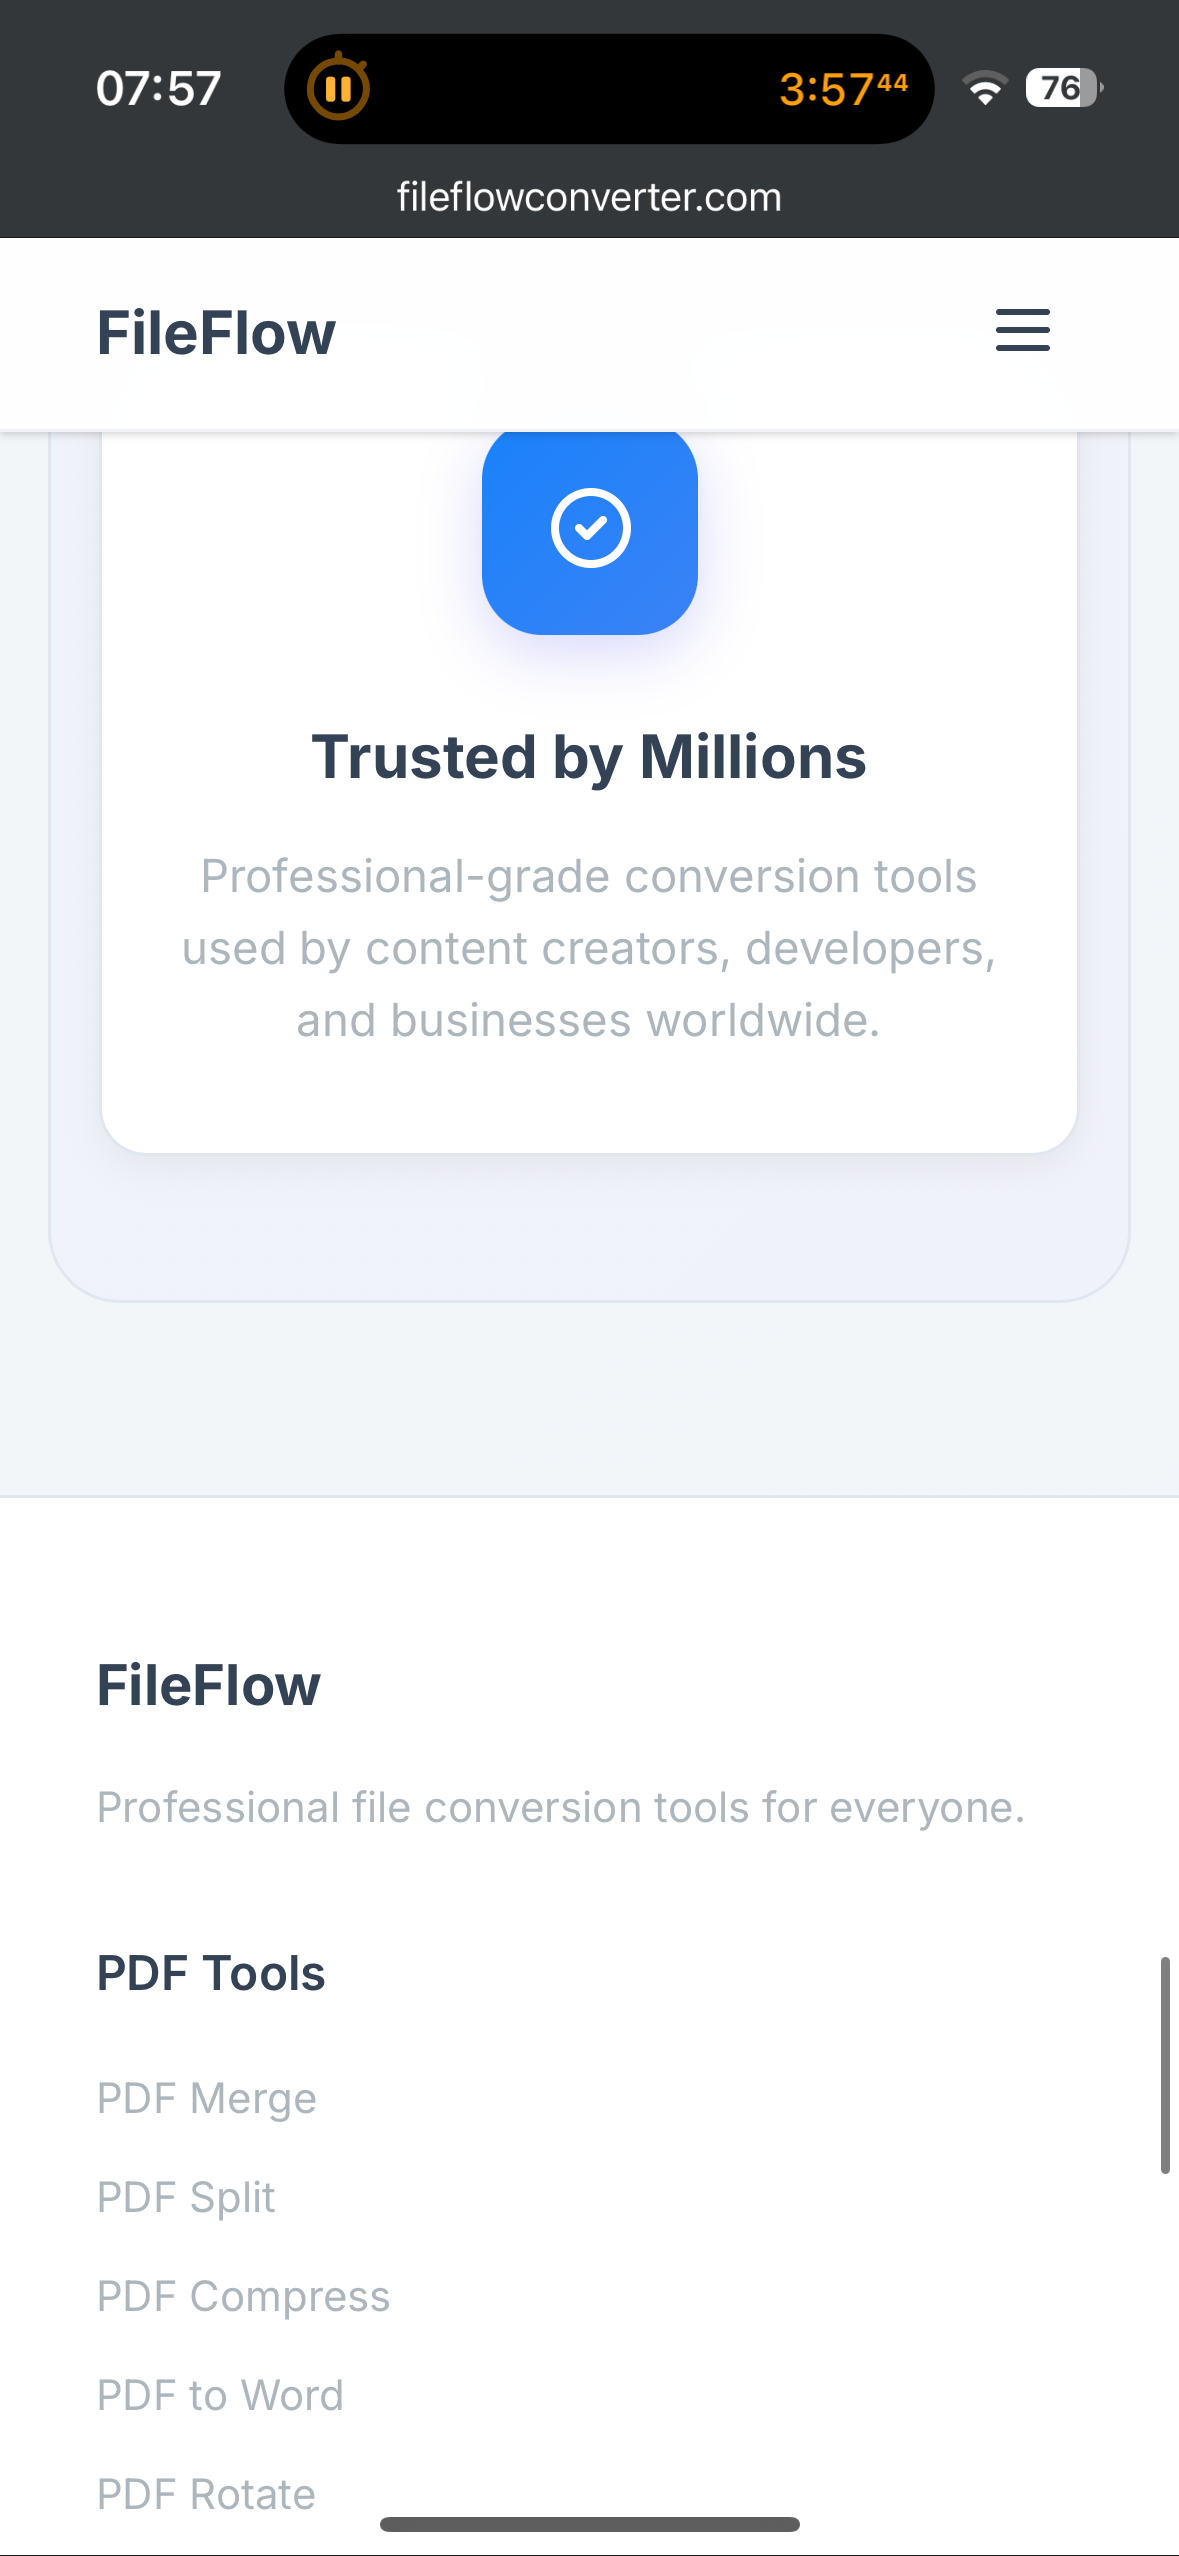 07:57
3:57⁴⁴
76
fileflowconverter.com
FileFlow
Trusted by Millions
Professional-grade conversion tools
used by content creators, developers,
and businesses worldwide.
FileFlow
Professional file conversion tools for everyone.
PDF Tools
PDF Merge
PDF Split
PDF Compress
PDF to Word
PDF Rotate